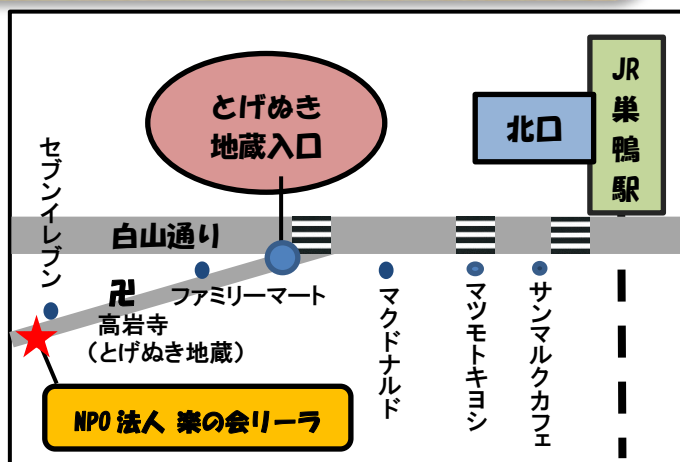 JR
巣
鴨
駅
北口
とげぬき
地蔵入口
セブンイレブン
白山通り
卍
ファミリーマート
高岩寺
（とげぬき地蔵）
マクドナルド
マツモトキヨシ
サンマルクカフェ
NPO 法人 楽の会リーラ